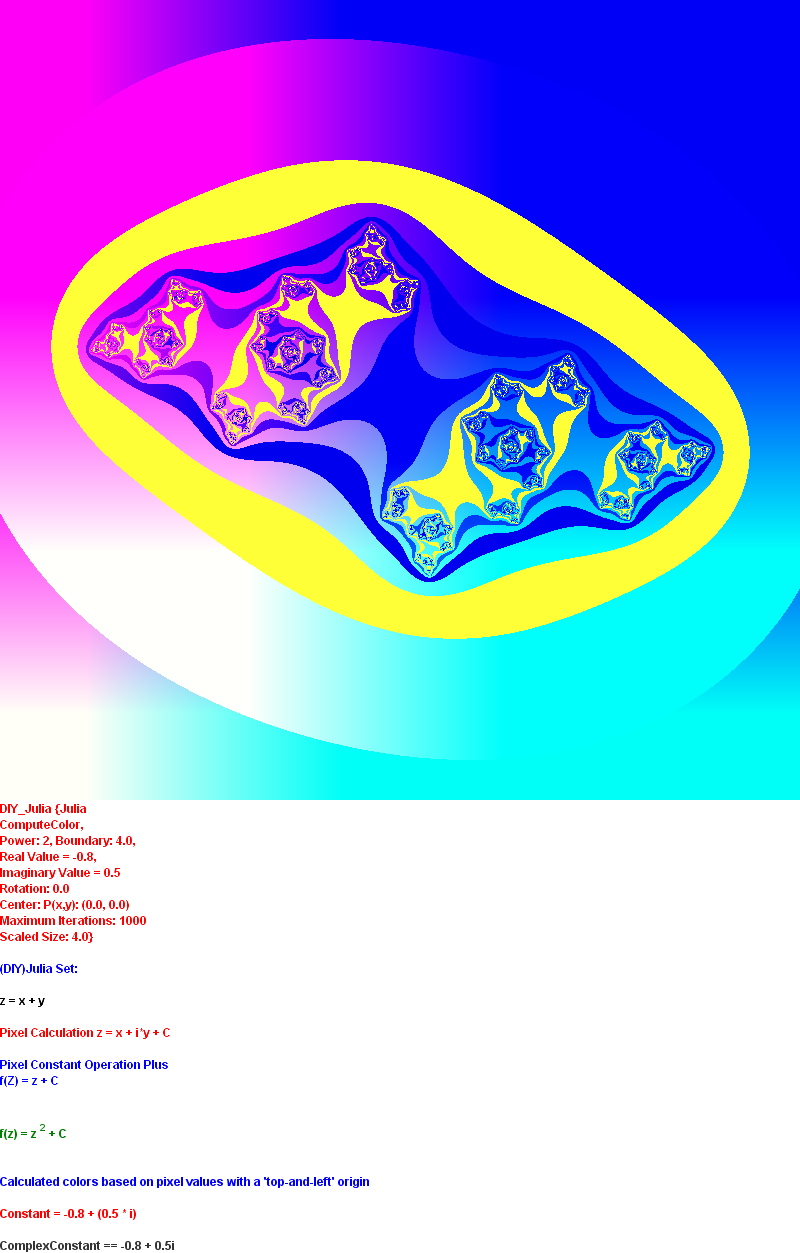 DIY_Julia {Julia
ComputeColor,
Power: 2, Boundary: 4.0,
Real Value = -0.8,
Imaginary Value = 0.5
Rotation: 0.0
Center: P(x,y): (0.0, 0.0)
Maximum Iterations: 1000
Scaled Size: 4.0}
(DIY)Julia Set:
z = x + y
Pixel Calculation z = x + i*y + C
Pixel Constant Operation Plus
f(Z) = z + C
f(z) = z 2 + C
Calculated colors based on pixel values with a 'top-and-left' origin
Constant = -0.8 + (0.5 * i)
ComplexConstant == -0.8 + 0.5i